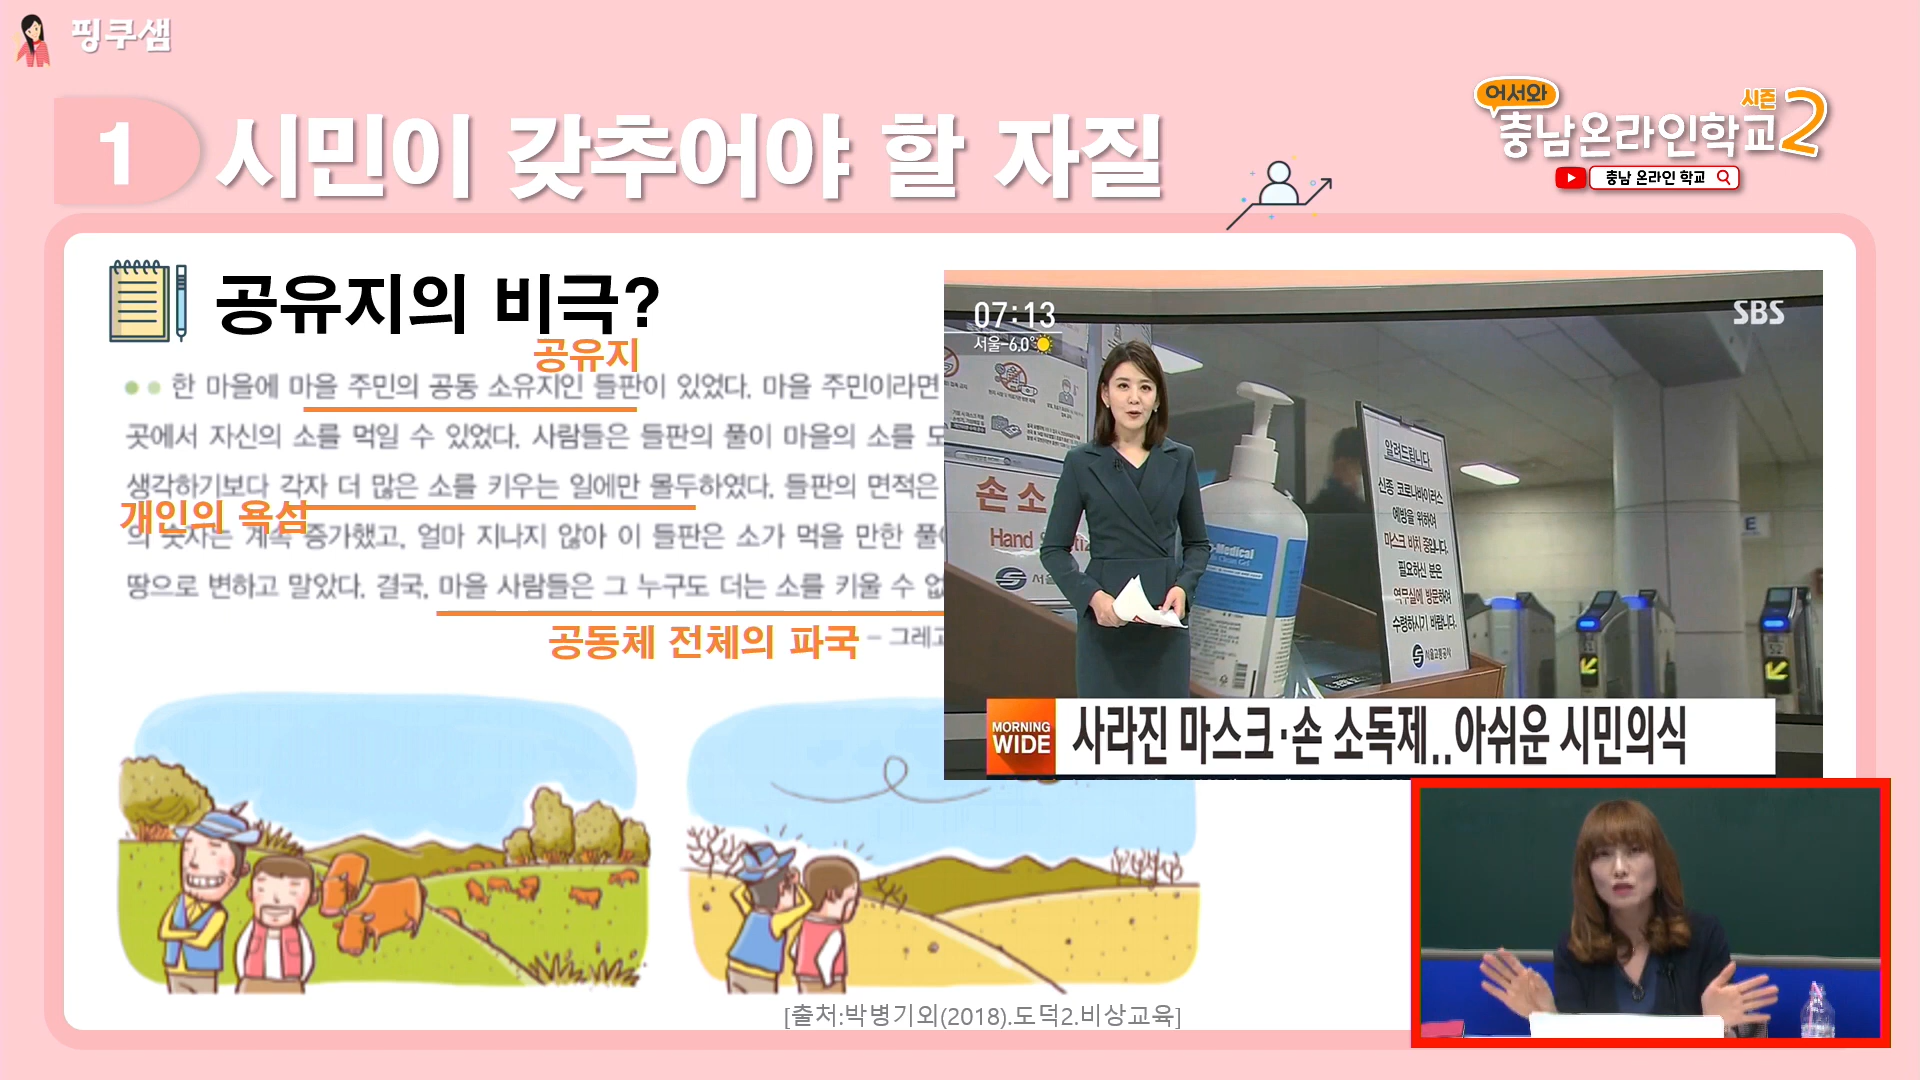 핑쿠샘
1 시민이 갖추어야 할 자질
어서와
시즌2
충남온라인학교
충남 온라인 학교
공유지의 비극?
공유지
한 마을에 마을 주민의 공동 소유지인 들판이 있었다. 마을 주민이라면
곳에서 자신의 소를 먹일 수 있었다. 사람들은 들판의 풀이 마을의 소를
생각하기보다 각자 더 많은 소를 키우는 일에만 몰두하였다. 들판의 면적은
개인의 욕심
의 숫자는 계속 증가했고, 얼마 지나지 않아 이 들판은 소가 먹을 만한
땅으로 변하고 말았다. 결국, 마을 사람들은 그 누구도 더는 소를 키울 수
공동체 전체의 파국
07:13
서울-6.0°
SBS
손 소
Hand
알려드립니다
신종 코로나바이러스
예방을 위하여
마스크 비치 중입니다.
필요하신 분은
역무실에 방문하여
수령하시기 바랍니다.
서울교통공사
MORNING
WIDE
사라진 마스크·손 소독제..아쉬운 시민의식
[출처:박병기외(2018).도덕2.비상교육]